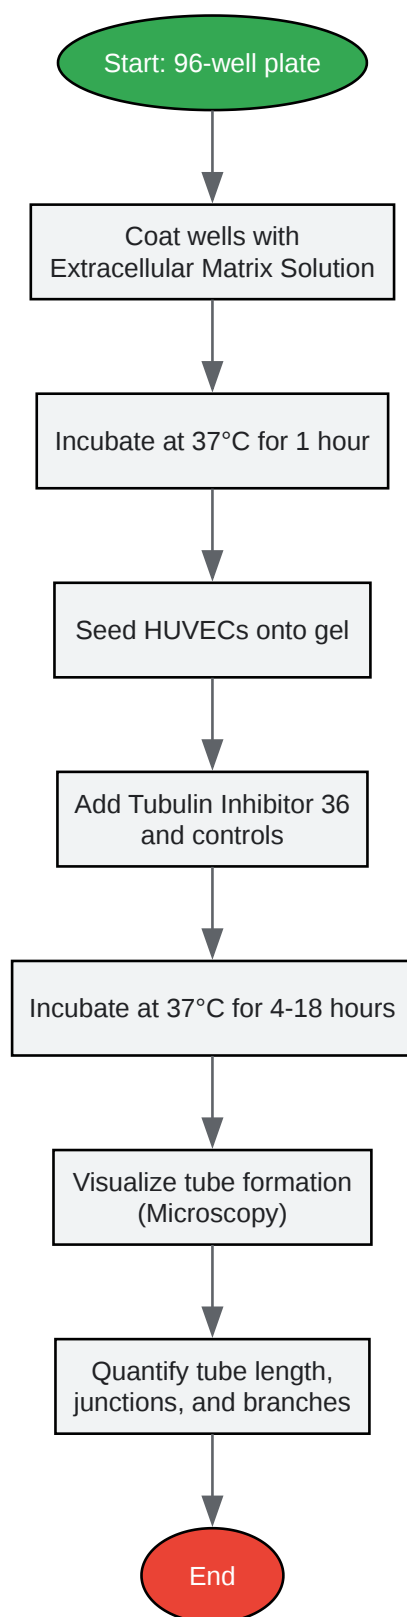 Start: 96-well plate
Coat wells with
Extracellular Matrix Solution
Incubate at 37°C for 1 hour
Seed HUVECs onto gel
Add Tubulin Inhibitor 36
and controls
Incubate at 37°C for 4-18 hours
Visualize tube formation
(Microscopy)
Quantify tube length,
junctions, and branches
End